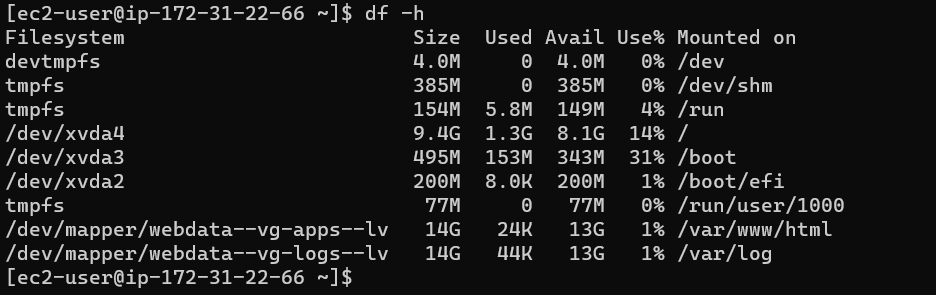 [ec2-user@ip-172-31-22-66 ~]$ df -h
Filesystem                         Size  Used Avail Use% Mounted on
devtmpfs                           4.0M     0  4.0M   0% /dev
tmpfs                              385M     0  385M   0% /dev/shm
tmpfs                              154M  5.8M  149M   4% /run
/dev/xvda4                         9.4G  1.3G  8.1G  14% /
/dev/xvda3                         495M  153M  343M  31% /boot
/dev/xvda2                         200M  8.0K  200M   1% /boot/efi
tmpfs                               77M     0   77M   0% /run/user/1000
/dev/mapper/webdata--vg-apps--lv    14G   24K   13G   1% /var/www/html
/dev/mapper/webdata--vg-logs--lv    14G   44K   13G   1% /var/log
[ec2-user@ip-172-31-22-66 ~]$